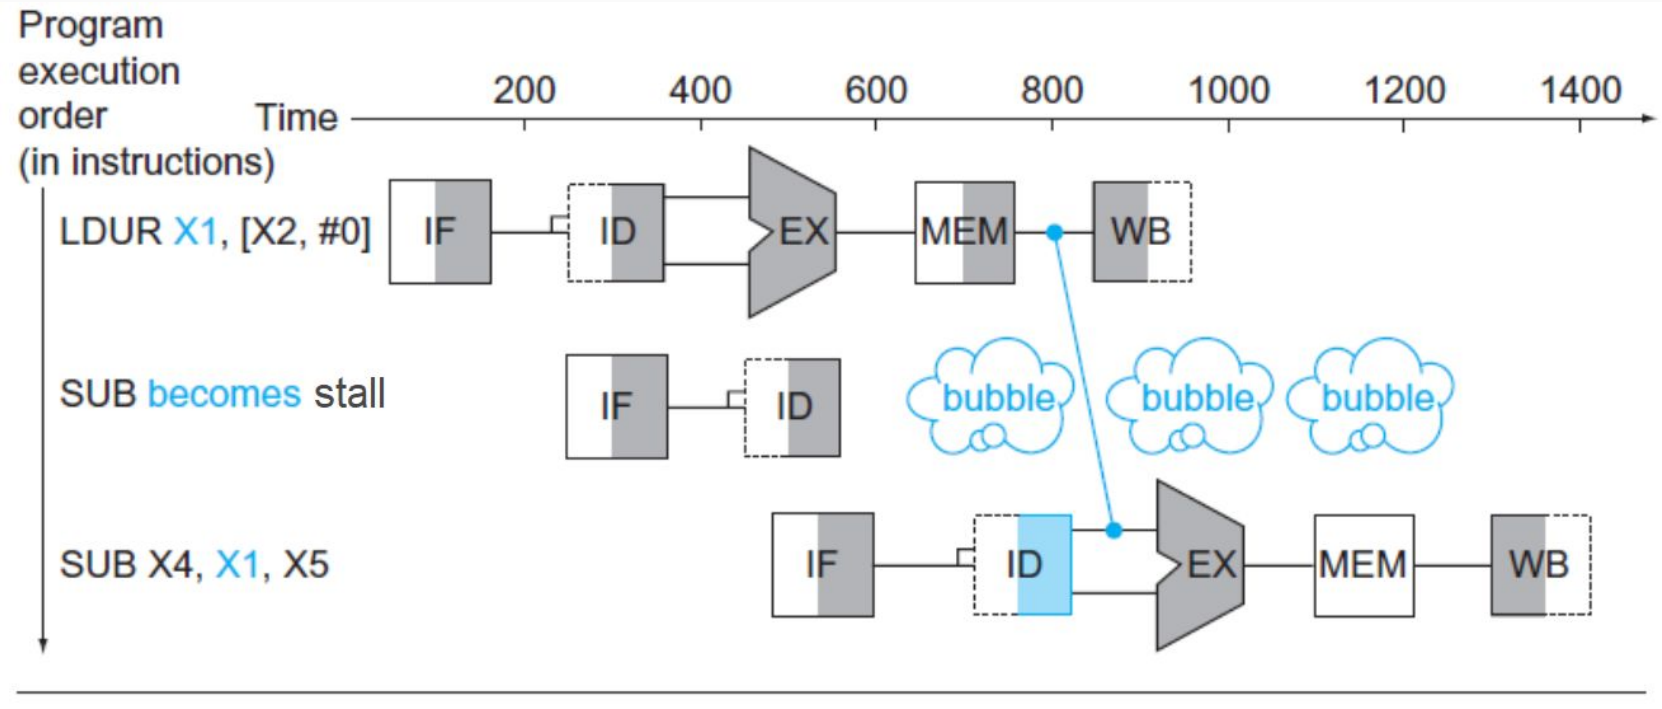 Program
execution
order
(in instructions)
Time
200 400 600 800 1000 1200 1400
LDUR X1, [X2, #0] IF ID EX MEM WB
SUB becomes stall IF ID bubble bubble bubble
SUB X4, X1, X5 IF ID EX MEM WB